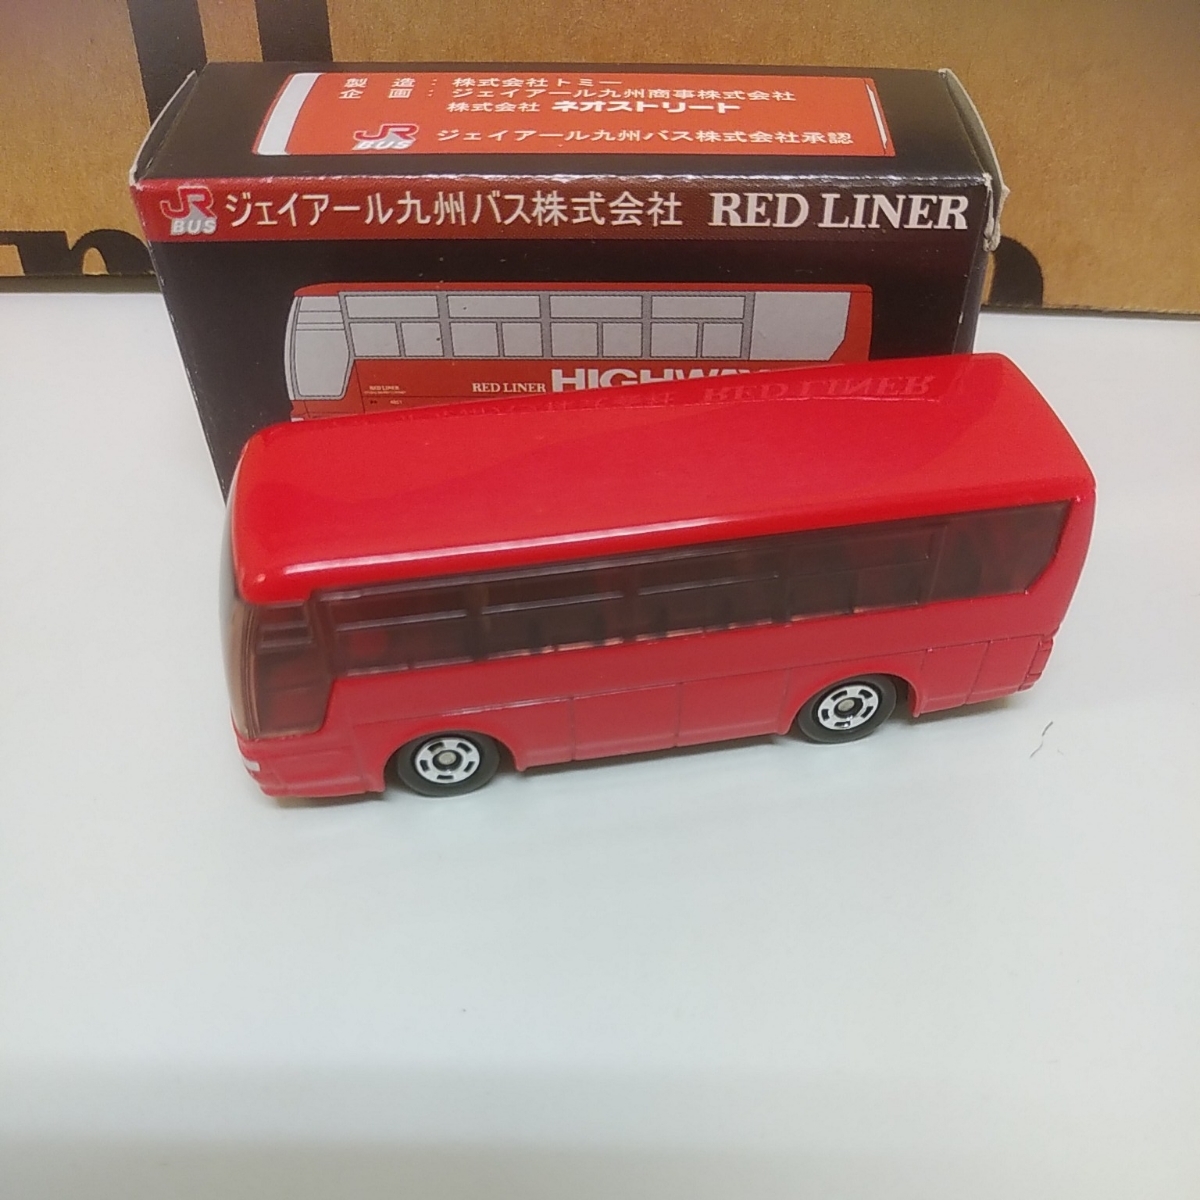 製 造 : 株式会社トミー
企 画 : ジェイアール九州商事株式会社
株式会社 ネオストリート
JR BUS ジェイアール九州バス株式会社承認
JR BUS ジェイアール九州バス株式会社 RED LINER
RED LINER HIGHWAY
RED LINER